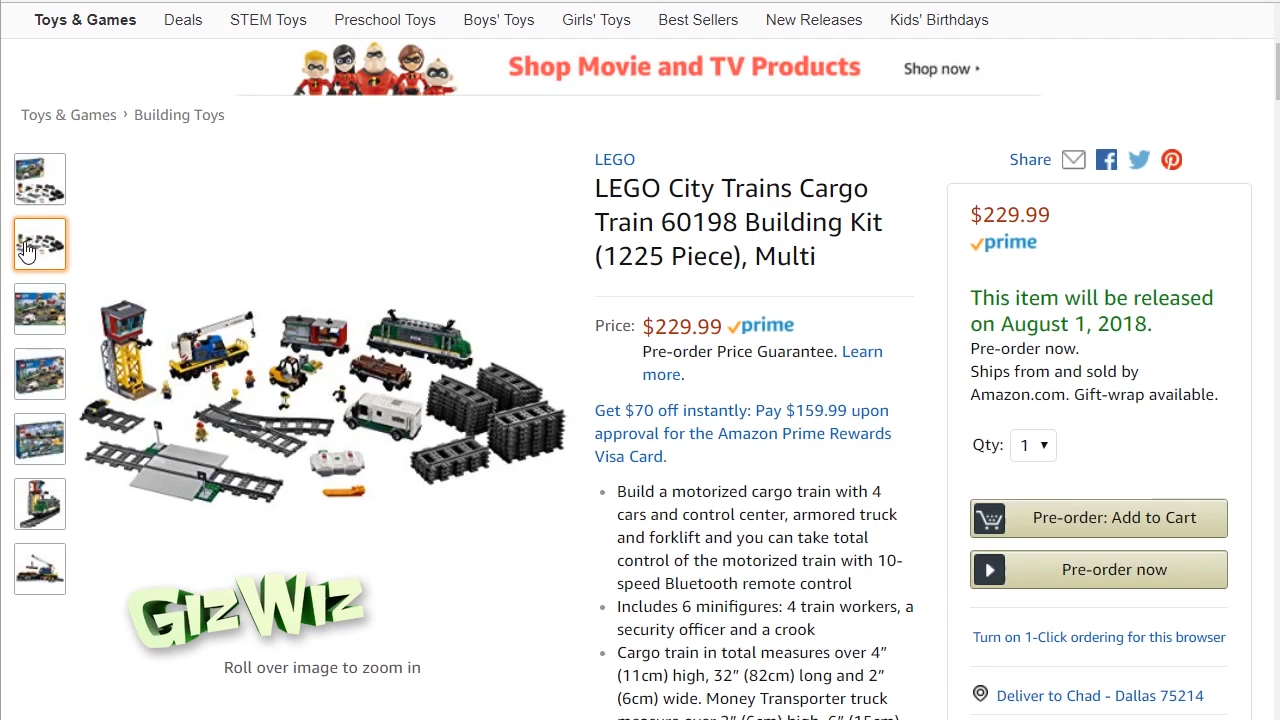 Toys & Games Deals STEM Toys Preschool Toys Boys' Toys Girls' Toys Best Sellers New Releases Kids' Birthdays
Shop Movie and TV Products Shop now ▸
Toys & Games › Building Toys
LEGO
LEGO City Trains Cargo
Train 60198 Building Kit
(1225 Piece), Multi
Price: $229.99 prime
Pre-order Price Guarantee. Learn
more.
Get $70 off instantly: Pay $159.99 upon
approval for the Amazon Prime Rewards
Visa Card.
• Build a motorized cargo train with 4
cars and control center, armored truck
and forklift and you can take total
control of the motorized train with 10-
speed Bluetooth remote control
• Includes 6 minifigures: 4 train workers, a
security officer and a crook
• Cargo train in total measures over 4”
(11cm) high, 32” (82cm) long and 2”
(6cm) wide. Money Transporter truck
measure over 2” (6cm) high, 6” (15cm)
GizWiz
Roll over image to zoom in
Share
$229.99
prime
This item will be released
on August 1, 2018.
Pre-order now.
Ships from and sold by
Amazon.com. Gift-wrap available.
Qty: 1
Pre-order: Add to Cart
Pre-order now
Turn on 1-Click ordering for this browser
Deliver to Chad - Dallas 75214